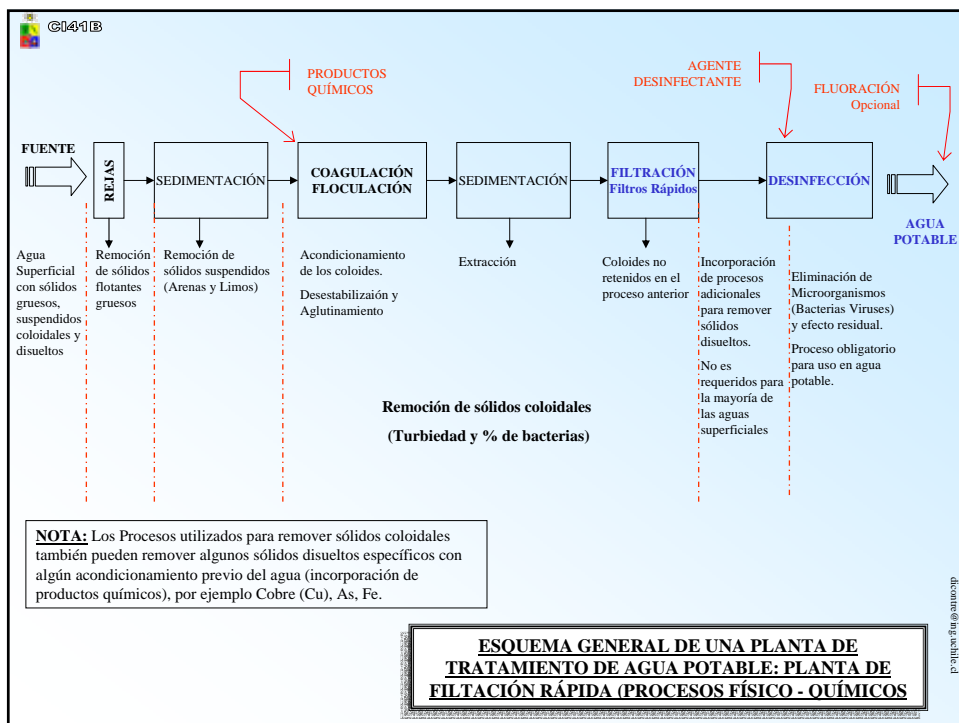 CI41B
PRODUCTOS
QUÍMICOS
AGENTE
DESINFECTANTE
FLUORACIÓN
Opcional
FUENTE
REJAS
SEDIMENTACIÓN
COAGULACIÓN
FLOCULACIÓN
SEDIMENTACIÓN
FILTRACIÓN
Filtros Rápidos
DESINFECCIÓN
AGUA
POTABLE
Agua
Superficial
con sólidos
gruesos,
suspendidos
coloidales y
disueltos
Remoción
de sólidos
flotantes
gruesos
Remoción de
sólidos suspendidos
(Arenas y Limos)
Acondicionamiento
de los coloides.
Desestabilizaión y
Aglutinamiento
Extracción
Coloides no
retenidos en el
proceso anterior
Incorporación
de procesos
adicionales
para remover
sólidos
disueltos.
No es
requeridos para
la mayoría de
las aguas
superficiales
Eliminación de
Microorganismos
(Bacterias Viruses)
y efecto residual.
Proceso obligatorio
para uso en agua
potable.
Remoción de sólidos coloidales
(Turbiedad y % de bacterias)
NOTA: Los Procesos utilizados para remover sólidos coloidales
también pueden remover algunos sólidos disueltos específicos con
algún acondicionamiento previo del agua (incorporación de
productos químicos), por ejemplo Cobre (Cu), As, Fe.
ESQUEMA GENERAL DE UNA PLANTA DE
TRATAMIENTO DE AGUA POTABLE: PLANTA DE
FILTACIÓN RÁPIDA (PROCESOS FÍSICO - QUÍMICOS
dicontre@ing.uchile.cl